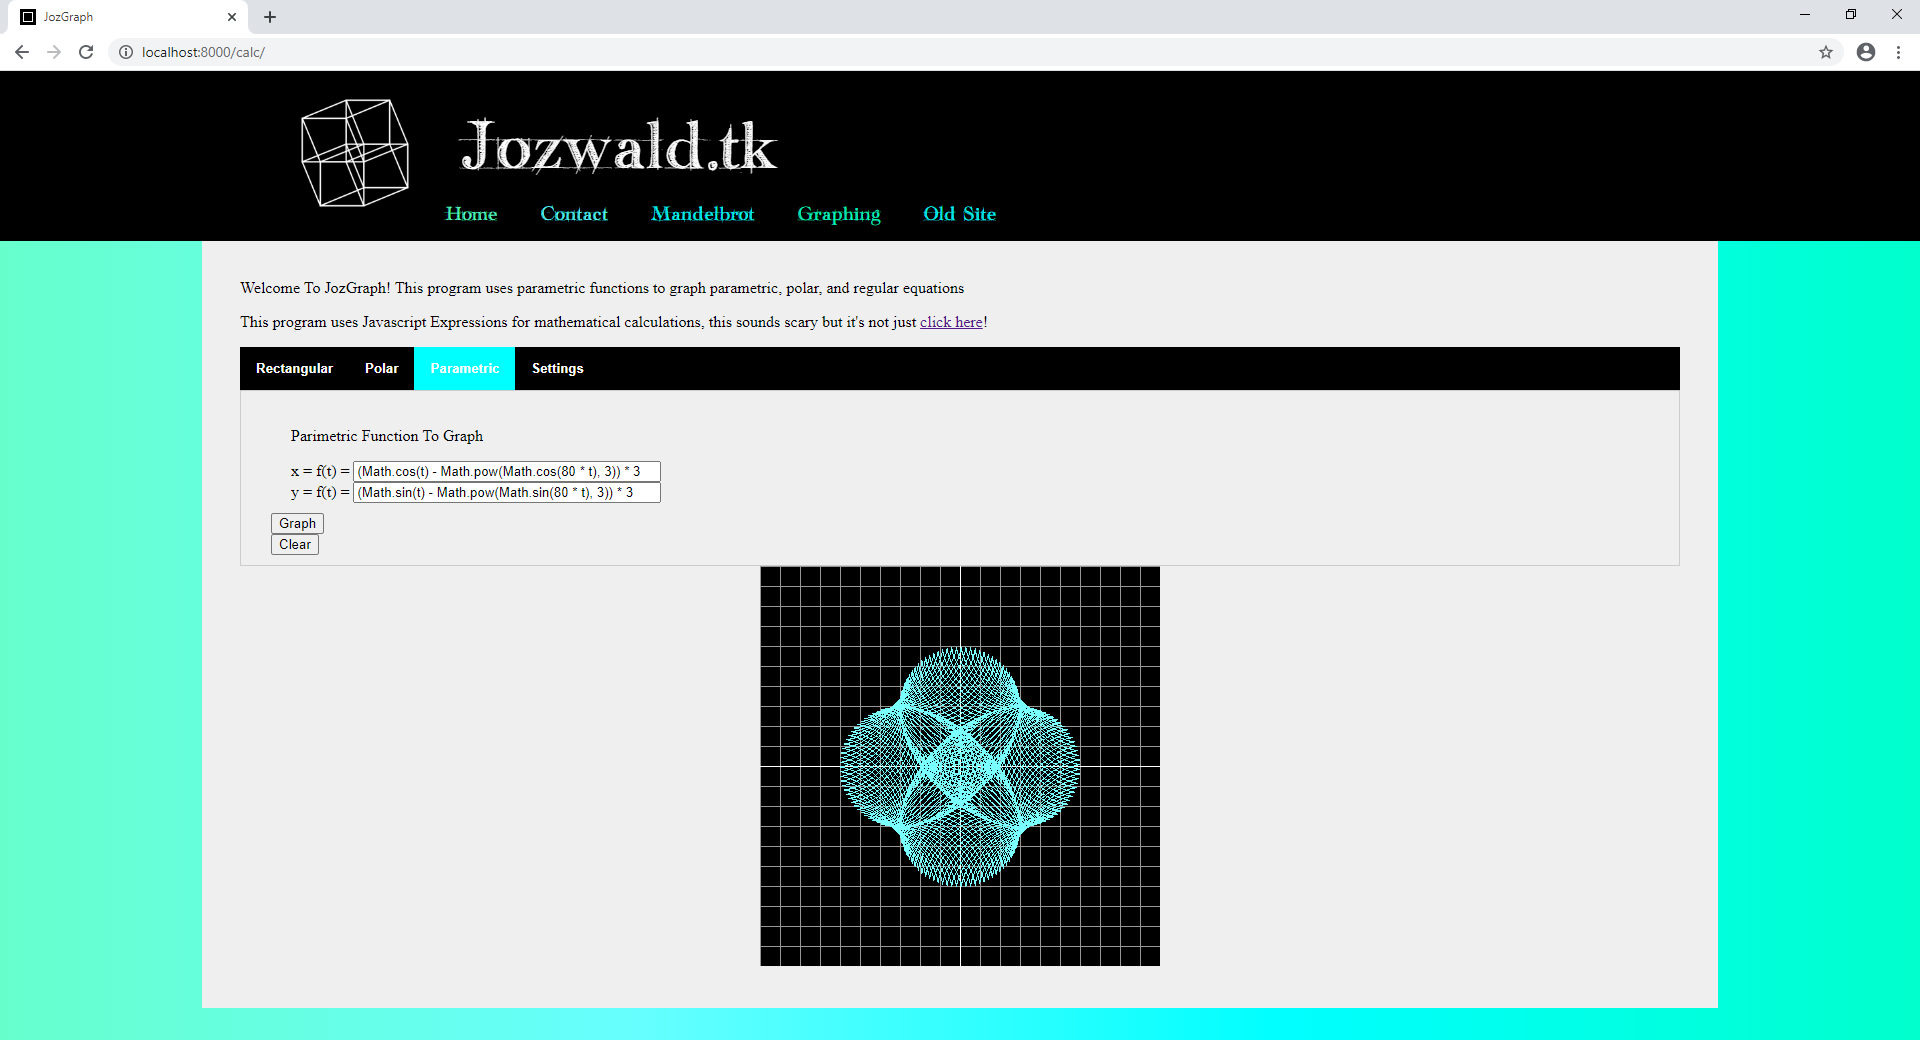 JozGraph
localhost:8000/calc/
Jozwald.tk
Home Contact Mandelbrot Graphing Old Site
Welcome To JozGraph! This program uses parametric functions to graph parametric, polar, and regular equations
This program uses Javascript Expressions for mathematical calculations, this sounds scary but it's not just click here!
Rectangular Polar Parametric Settings
Parimetric Function To Graph
x = f(t) = (Math.cos(t) - Math.pow(Math.cos(80 * t), 3)) * 3
y = f(t) = (Math.sin(t) - Math.pow(Math.sin(80 * t), 3)) * 3
Graph
Clear